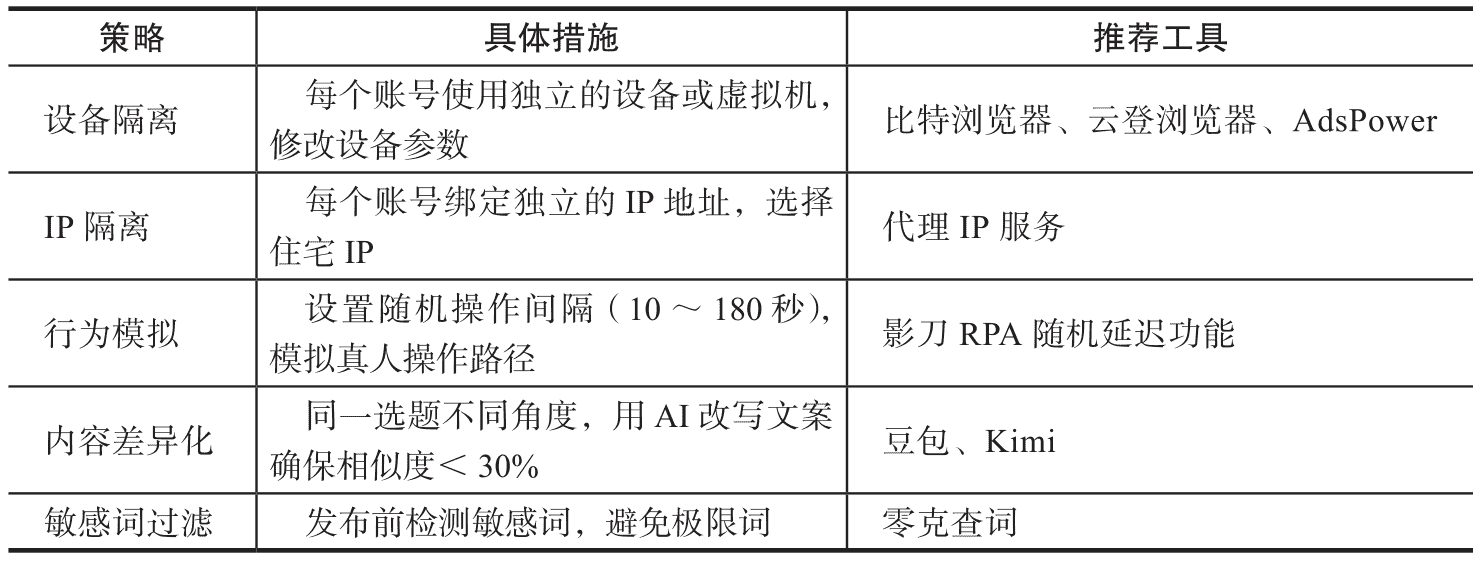 策略 具体措施 推荐工具
设备隔离 每个账号使用独立的设备或虚拟机，
修改设备参数 比特浏览器、云登浏览器、AdsPower
IP 隔离 每个账号绑定独立的 IP 地址，选择
住宅 IP 代理 IP 服务
行为模拟 设置随机操作间隔（10 ～ 180 秒），
模拟真人操作路径 影刀 RPA 随机延迟功能
内容差异化 同一选题不同角度，用 AI 改写文案
确保相似度＜ 30% 豆包、Kimi
敏感词过滤 发布前检测敏感词，避免极限词 零克查词